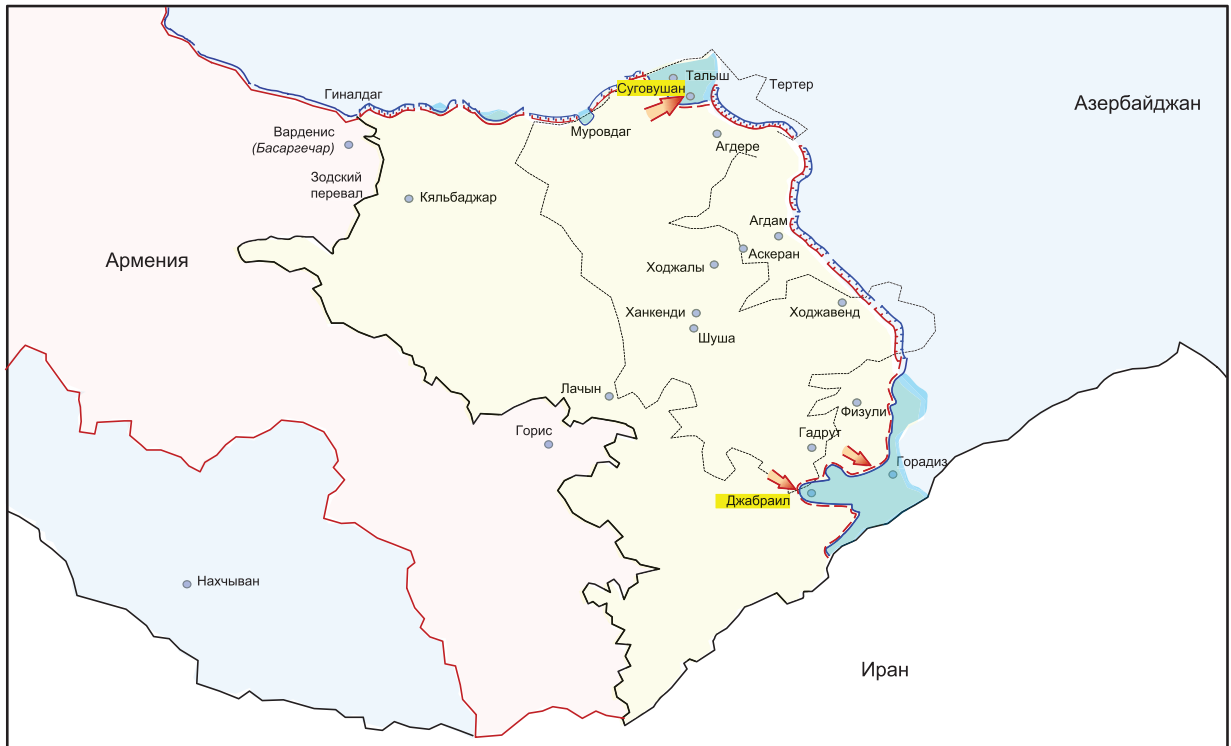 Талыш
Суговушан
Тертер
Гиналдаг
Азербайджан
Муровдаг
Варденис
(Басаргечар)
Агдере
Зодский
перевал
Кяльбаджар
Агдам
Аскеран
Армения
Ходжалы
Ханкенди
Ходжавенд
Шуша
Лачын
Физули
Горис
Гадрут
Горадиз
Джабраил
Нахчыван
Иран